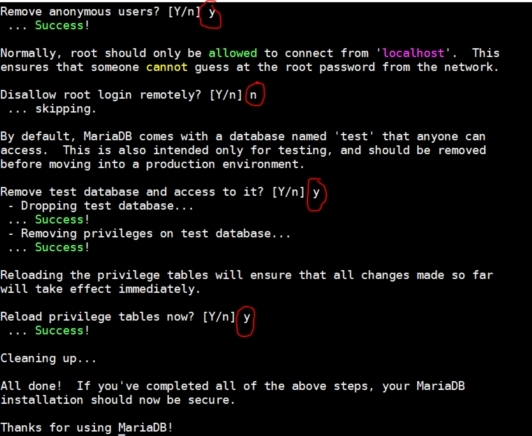 Remove anonymous users? [Y/n] y
 ... Success!
Normally, root should only be allowed to connect from 'localhost'.  This
ensures that someone cannot guess at the root password from the network.
Disallow root login remotely? [Y/n] n
 ... skipping.
By default, MariaDB comes with a database named 'test' that anyone can
access.  This is also intended only for testing, and should be removed
before moving into a production environment.
Remove test database and access to it? [Y/n] y
 - Dropping test database...
 ... Success!
 - Removing privileges on test database...
 ... Success!
Reloading the privilege tables will ensure that all changes made so far
will take effect immediately.
Reload privilege tables now? [Y/n] y
 ... Success!
Cleaning up...
All done!  If you've completed all of the above steps, your MariaDB
installation should now be secure.
Thanks for using MariaDB!